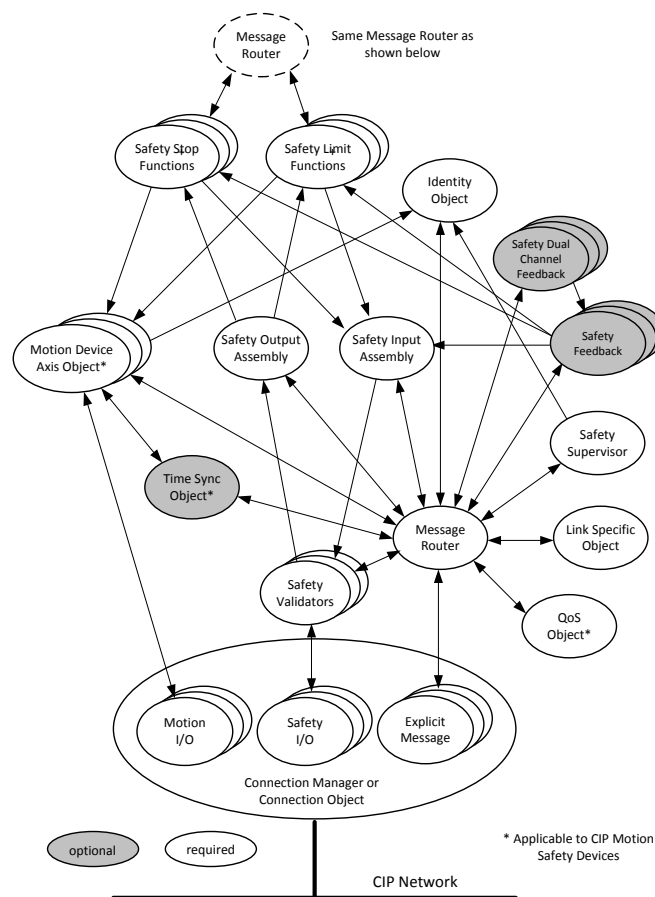 Message
Router
Same Message Router as
shown below
Safety Stop
Functions
Safety Limit
Functions
Identity
Object
Safety Dual
Channel
Feedback
Safety
Feedback
Motion Device
Axis Object*
Safety Output
Assembly
Safety Input
Assembly
Safety
Supervisor
Time Sync
Object*
Message
Router
Link Specific
Object
Safety
Validators
QoS
Object*
Motion
I/O
Safety
I/O
Explicit
Message
Connection Manager or
Connection Object
optional
required
* Applicable to CIP Motion
Safety Devices
CIP Network